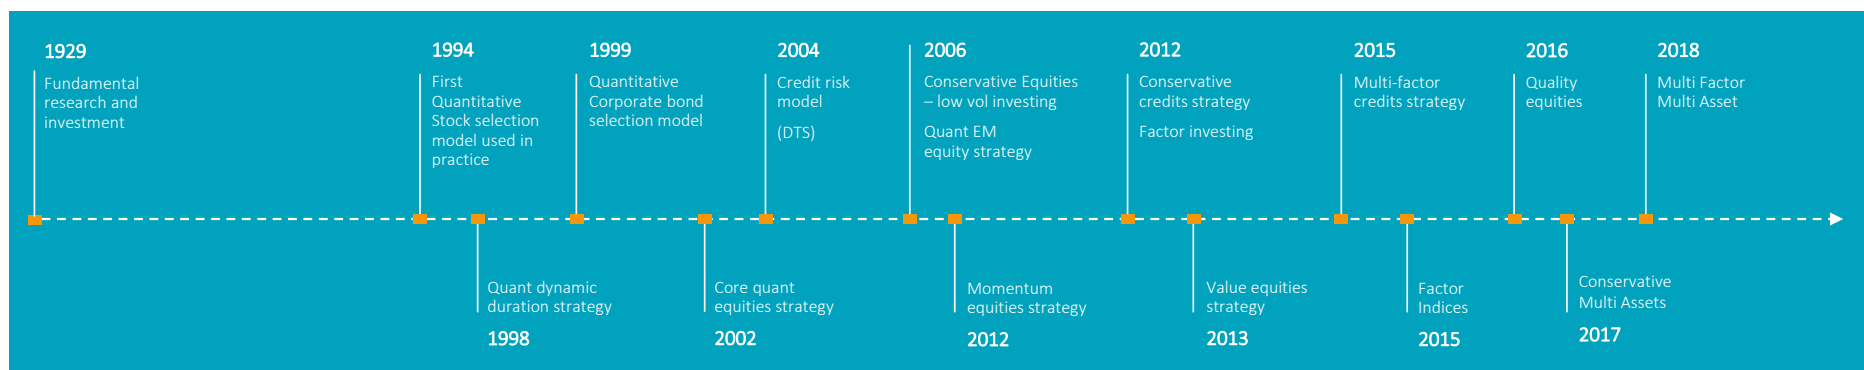 1929
Fundamental
research and
investment
1994
First
Quantitative
Stock selection
model used in
practice
1999
Quantitative
Corporate bond
selection model
2004
Credit risk
model
(DTS)
2006
Conservative Equities
– low vol investing
Quant EM
equity strategy
2012
Conservative
credits strategy
Factor investing
2015
Multi-factor
credits strategy
2016
Quality
equities
2018
Multi Factor
Multi Asset
Quant dynamic
duration strategy
1998
Core quant
equities strategy
2002
Momentum
equities strategy
2012
Value equities
strategy
2013
Factor
Indices
2015
Conservative
Multi Assets
2017